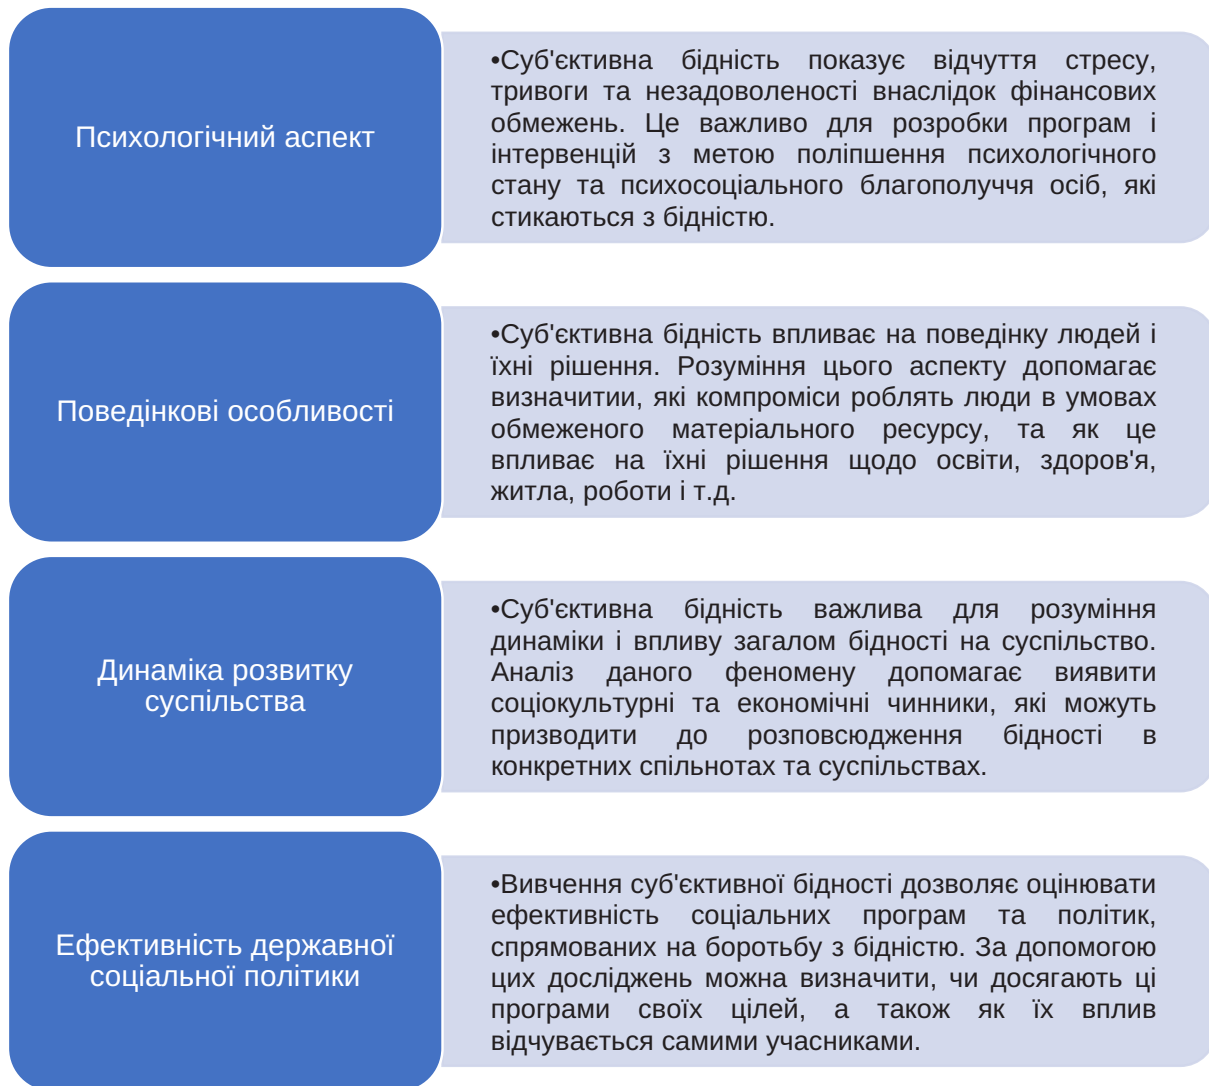 Психологічний аспект
•Суб'єктивна бідність показує відчуття стресу,
тривоги та незадоволеності внаслідок фінансових
обмежень. Це важливо для розробки програм і
інтервенцій з метою поліпшення психологічного
стану та психосоціального благополуччя осіб, які
стикаються з бідністю.
Поведінкові особливості
•Суб'єктивна бідність впливає на поведінку людей і
їхні рішення. Розуміння цього аспекту допомагає
визначитии, які компроміси роблять люди в умовах
обмеженого матеріального ресурсу, та як це
впливає на їхні рішення щодо освіти, здоров'я,
житла, роботи і т.д.
Динаміка розвитку
суспільства
•Суб'єктивна бідність важлива для розуміння
динаміки і впливу загалом бідності на суспільство.
Аналіз даного феномену допомагає виявити
соціокультурні та економічні чинники, які можуть
призводити до розповсюдження бідності в
конкретних спільнотах та суспільствах.
Ефективність державної
соціальної політики
•Вивчення суб'єктивної бідності дозволяє оцінювати
ефективність соціальних програм та політик,
спрямованих на боротьбу з бідністю. За допомогою
цих досліджень можна визначити, чи досягають ці
програми своїх цілей, а також як їх вплив
відчувається самими учасниками.